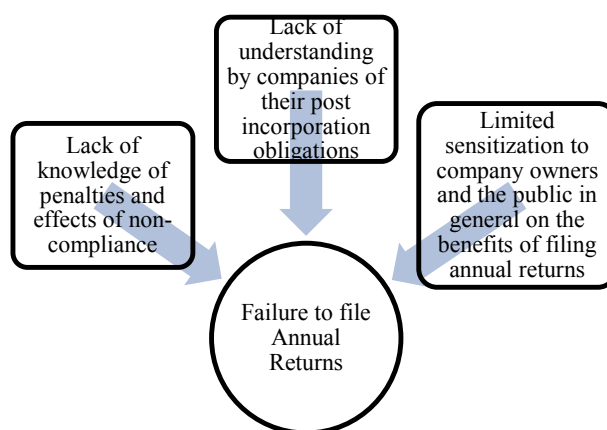 Lack of
understanding
by companies of
their post
incorporation
obligations
Lack of
knowledge of
penalties and
effects of non-
compliance
Limited
sensitization to
company owners
and the public in
general on the
benefits of filing
annual returns
Failure to file
Annual
Returns